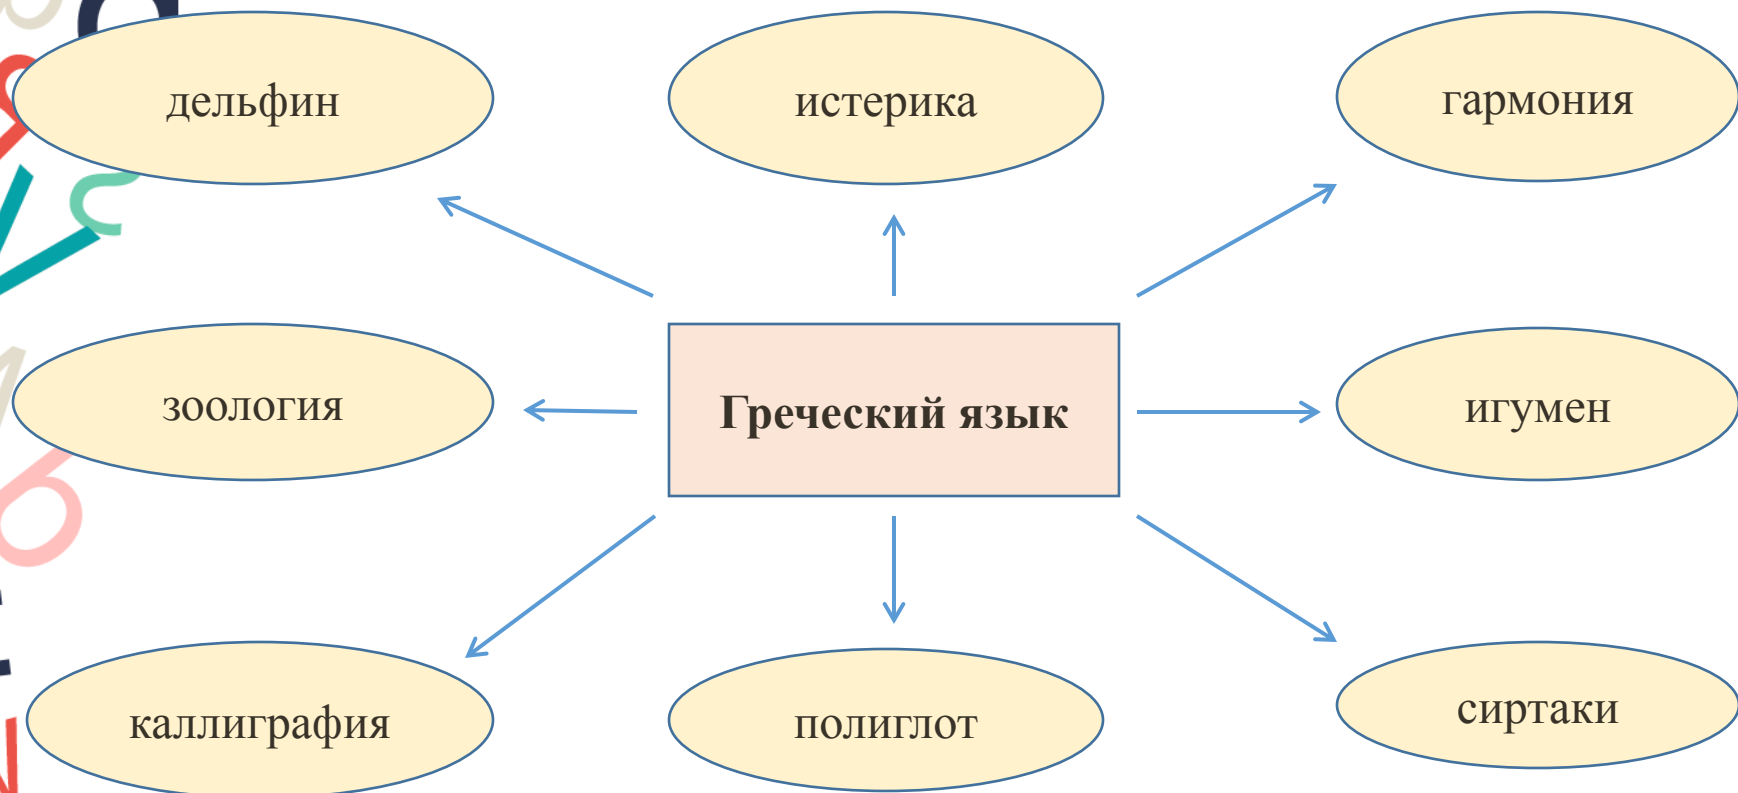 дельфин
истерика
гармония
зоология
Греческий язык
игумен
каллиграфия
полиглот
сиртаки